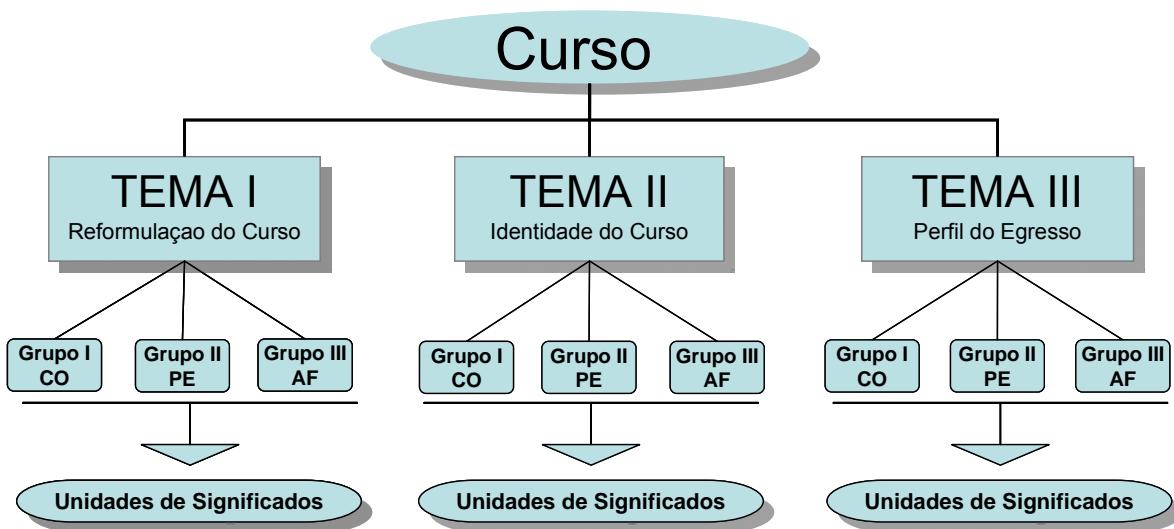 Curso
TEMA I
Reformulaçao do Curso
TEMA II
Identidade do Curso
TEMA III
Perfil do Egresso
Grupo I
CO
Grupo II
PE
Grupo III
AF
Grupo I
CO
Grupo II
PE
Grupo III
AF
Grupo I
CO
Grupo II
PE
Grupo III
AF
Unidades de Significados
Unidades de Significados
Unidades de Significados